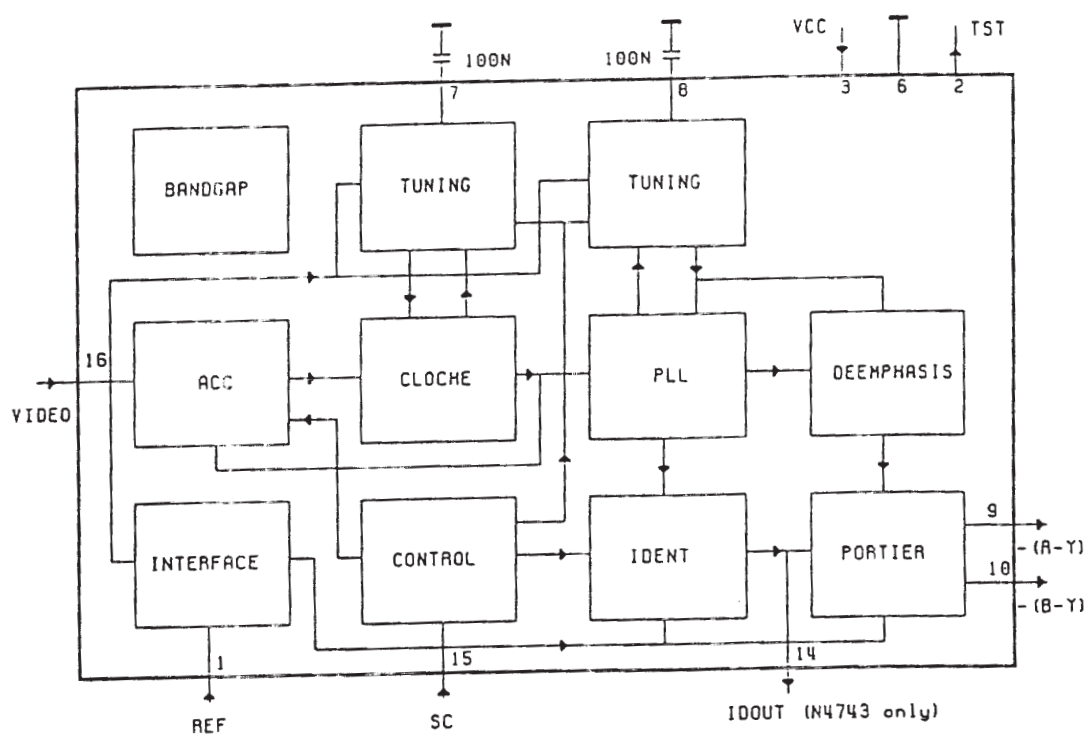 100N
100N
VCC
TST
7
8
3
6
2
BANDGAP
TUNING
TUNING
16
VIDEO
ACC
CLOCHE
PLL
DEEMPHASIS
INTERFACE
CONTROL
IDENT
PORTIER
9
-(R-Y)
10
-(B-Y)
1
15
14
REF
SC
IDOUT (N4743 only)